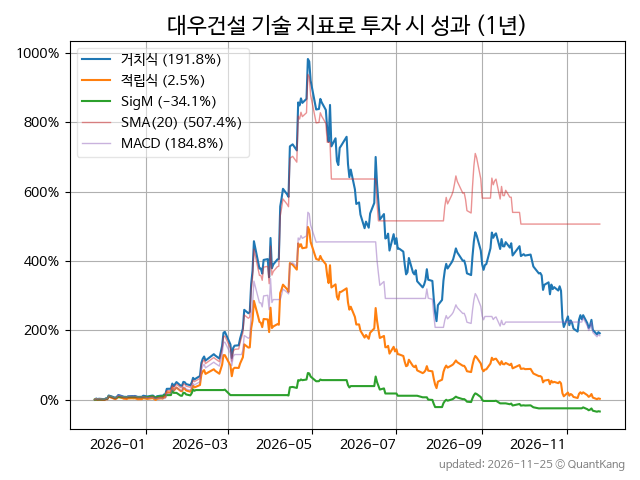 대우건설 기술 지표로 투자 시 성과 (1년)
1000%
800%
600%
400%
200%
0%
거치식 (191.8%)
적립식 (2.5%)
SigM (−34.1%)
SMA(20) (507.4%)
MACD (184.8%)
2026-01
2026-03
2026-05
2026-07
2026-09
2026-11
updated: 2026-11-25 © QuantKang